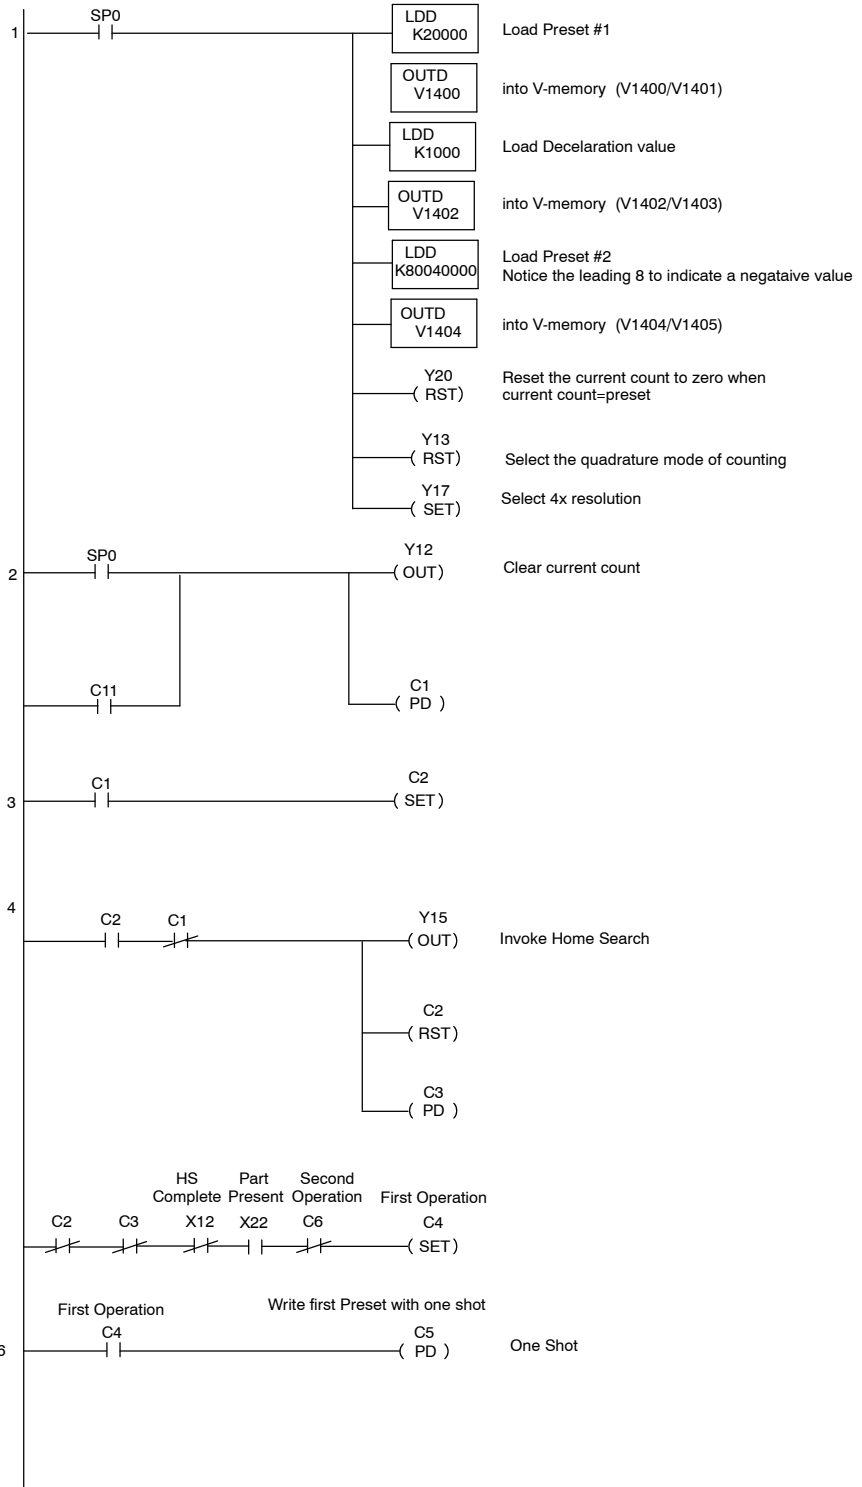 SP0
1
LDD
K20000
Load Preset #1
OUTD
V1400
into V-memory (V1400/V1401)
LDD
K1000
Load Decelaration value
OUTD
V1402
into V-memory (V1402/V1403)
LDD
K80040000
Load Preset #2
Notice the leading 8 to indicate a negataive value
OUTD
V1404
into V-memory (V1404/V1405)
Y20
( RST)
Reset the current count to zero when
current count=preset
Y13
( RST)
Select the quadrature mode of counting
Y17
( SET)
Select 4x resolution
2
SP0
Y12
(OUT)
Clear current count
C11
C1
( PD )
3
C1
C2
( SET)
4
C2
C1
Y15
(OUT)
Invoke Home Search
C2
(RST)
C3
( PD )
HS
Complete
Part
Present
Second
Operation
First Operation
C2
C3
X12
X22
C6
C4
( SET)
First Operation
Write first Preset with one shot
6
C4
C5
( PD )
One Shot